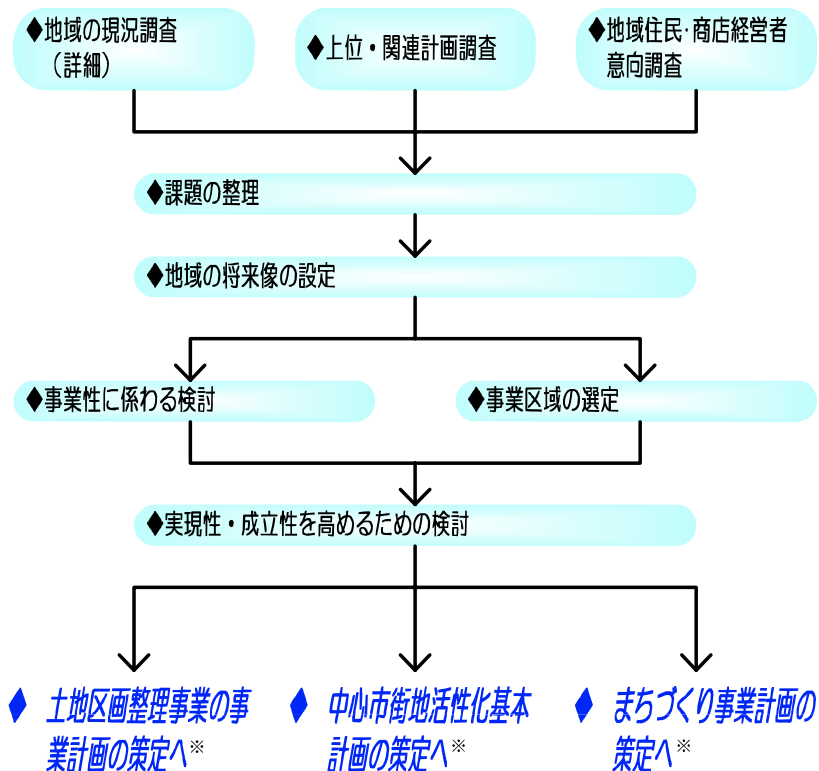 ◆地域の現況調査
（詳細）
◆上位・関連計画調査
◆地域住民・商店経営者
意向調査
◆課題の整理
◆地域の将来像の設定
◆事業性に係わる検討
◆事業区域の選定
◆実現性・成立性を高めるための検討
◆ 土地区画整理事業の事
業計画の策定へ※
◆ 中心市街地活性化基本
計画の策定へ※
◆ まちづくり事業計画の
策定へ※